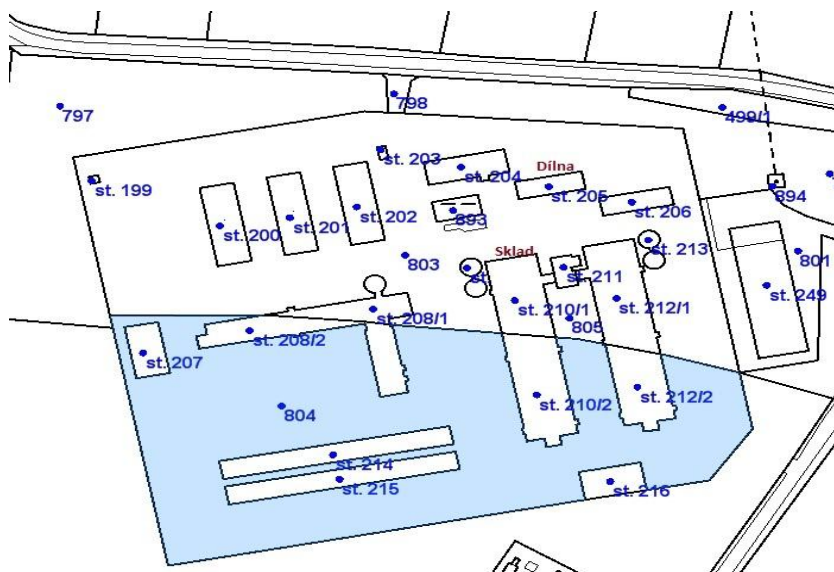 797
798
499/1
st. 203
Dílna
st. 204
st. 199
st. 205
894
st. 202
st. 206
893
st. 201
st. 200
Sklad
st. 213
803
st.
st. 211
801
st. 249
st. 210/1
st. 212/1
st. 208/1
805
st. 208/2
st. 207
st. 210/2
st. 212/2
804
st. 214
st. 215
st. 216